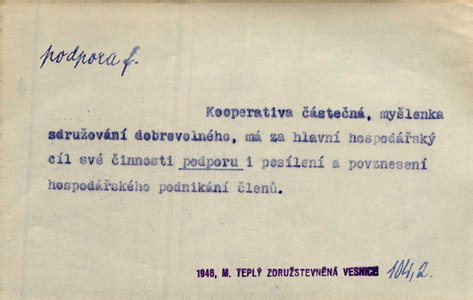 podpora f.
Kooperativa částečná, myšlenka
sdružování dobrovolného, má za hlavní hospodářský
cíl své činnosti podporu i posílení a povznesení
hospodářského podnikání členů.
1946, M. TEPLÝ ZDRUŽSTEVNĚNÁ VESNICE 104,2.